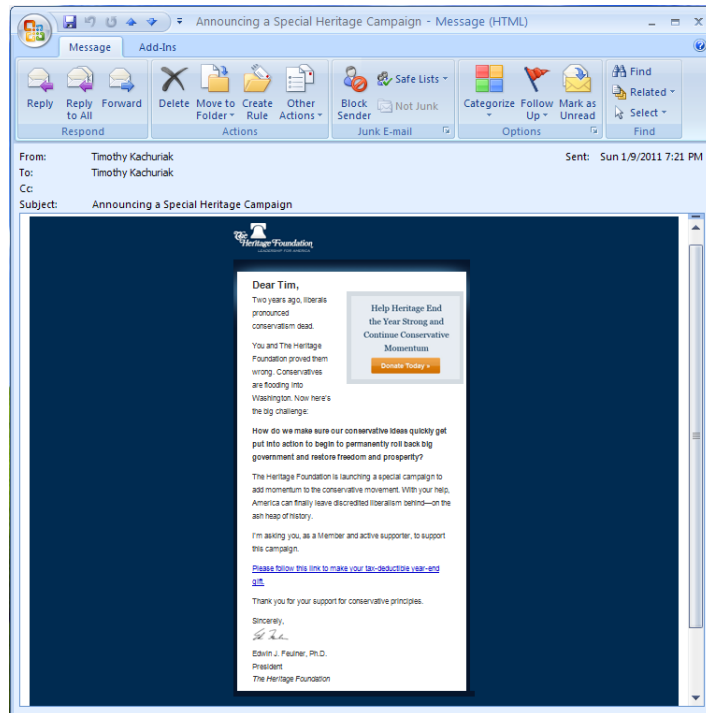 Announcing a Special Heritage Campaign - Message (HTML)
Message Add-Ins
Reply Reply to All Forward
Respond
Delete Move to Folder Create Rule Other Actions
Actions
Block Sender Safe Lists Not Junk
Junk E-mail
Categorize Follow Up Mark as Unread
Options
Find Related Select
Find
From: Timothy Kachuriak Sent: Sun 1/9/2011 7:21 PM
To: Timothy Kachuriak
Cc:
Subject: Announcing a Special Heritage Campaign
The
Heritage Foundation
LEADERSHIP FOR AMERICA
Dear Tim,
Two years ago, liberals
pronounced
conservatism dead.
You and The Heritage
Foundation proved them
wrong. Conservatives
are flooding into
Washington. Now here's
the big challenge:
Help Heritage End
the Year Strong and
Continue Conservative
Momentum
Donate Today »
How do we make sure our conservative ideas quickly get
put into action to begin to permanently roll back big
government and restore freedom and prosperity?
The Heritage Foundation is launching a special campaign to
add momentum to the conservative movement. With your help,
America can finally leave discredited liberalism behind—on the
ash heap of history.
I'm asking you, as a Member and active supporter, to support
this campaign.
Please follow this link to make your tax-deductible year-end
gift.
Thank you for your support for conservative principles.
Sincerely,
Edwin J. Feulner, Ph.D.
President
The Heritage Foundation